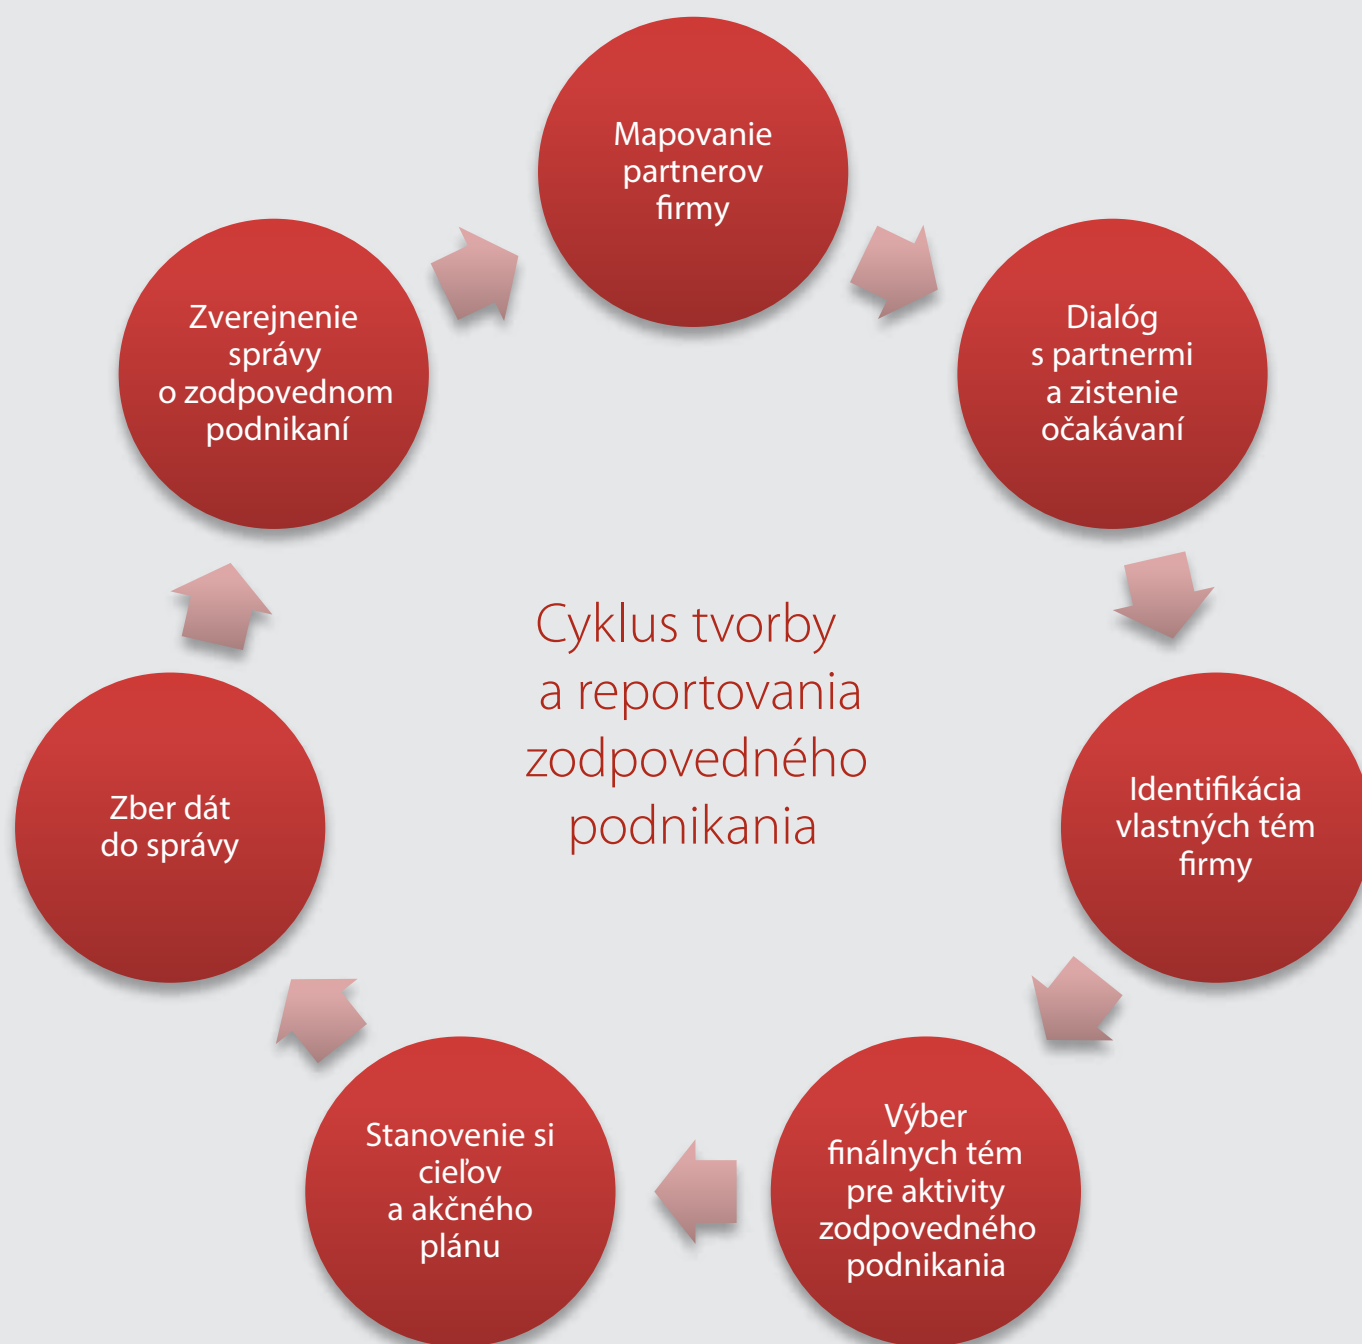 Mapovanie
partnerov
firmy
Dialóg
s partnermi
a zistenie
očakávaní
Identifikácia
vlastných tém
firmy
Výber
finálnych tém
pre aktivity
zodpovedného
podnikania
Stanovenie si
cieľov
a akčného
plánu
Zber dát
do správy
Zverejnenie
správy
o zodpovednom
podnikaní
Cyklus tvorby
a reportovania
zodpovedného
podnikania